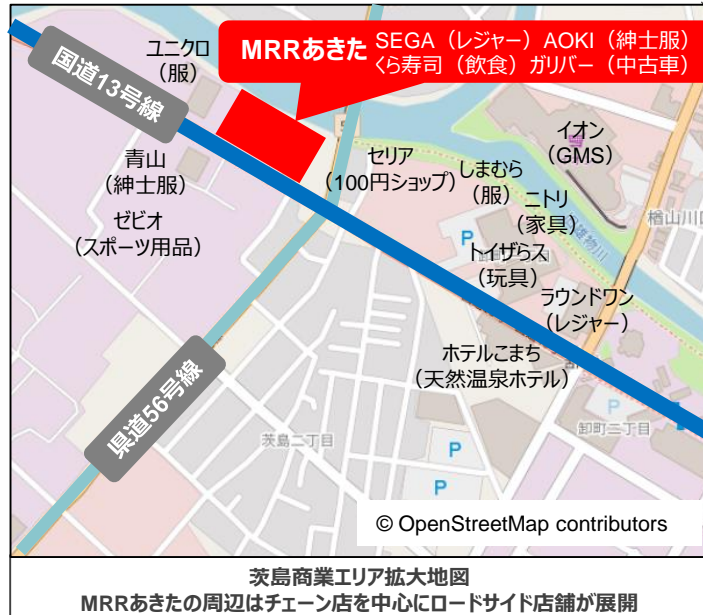 ユニクロ
（服）
MRRあきた
SEGA（レジャー）AOKI（紳士服）
くら寿司（飲食）ガリバー（中古車）
国道13号線
5
青山
（紳士服）
セリア
（100円ショップ）
しまむら
（服）
イオン
（GMS）
ニトリ
（家具）
楢山川口
ゼビオ
（スポーツ用品）
P
トイザらス
（玩具）
ラウンドワン
（レジャー）
ホテルこまち
（天然温泉ホテル）
県道56号線
茨島二丁目
P
卸町二丁目
P
P
P
P
© OpenStreetMap contributors
茨島商業エリア拡大地図
MRRあきたの周辺はチェーン店を中心にロードサイド店舗が展開